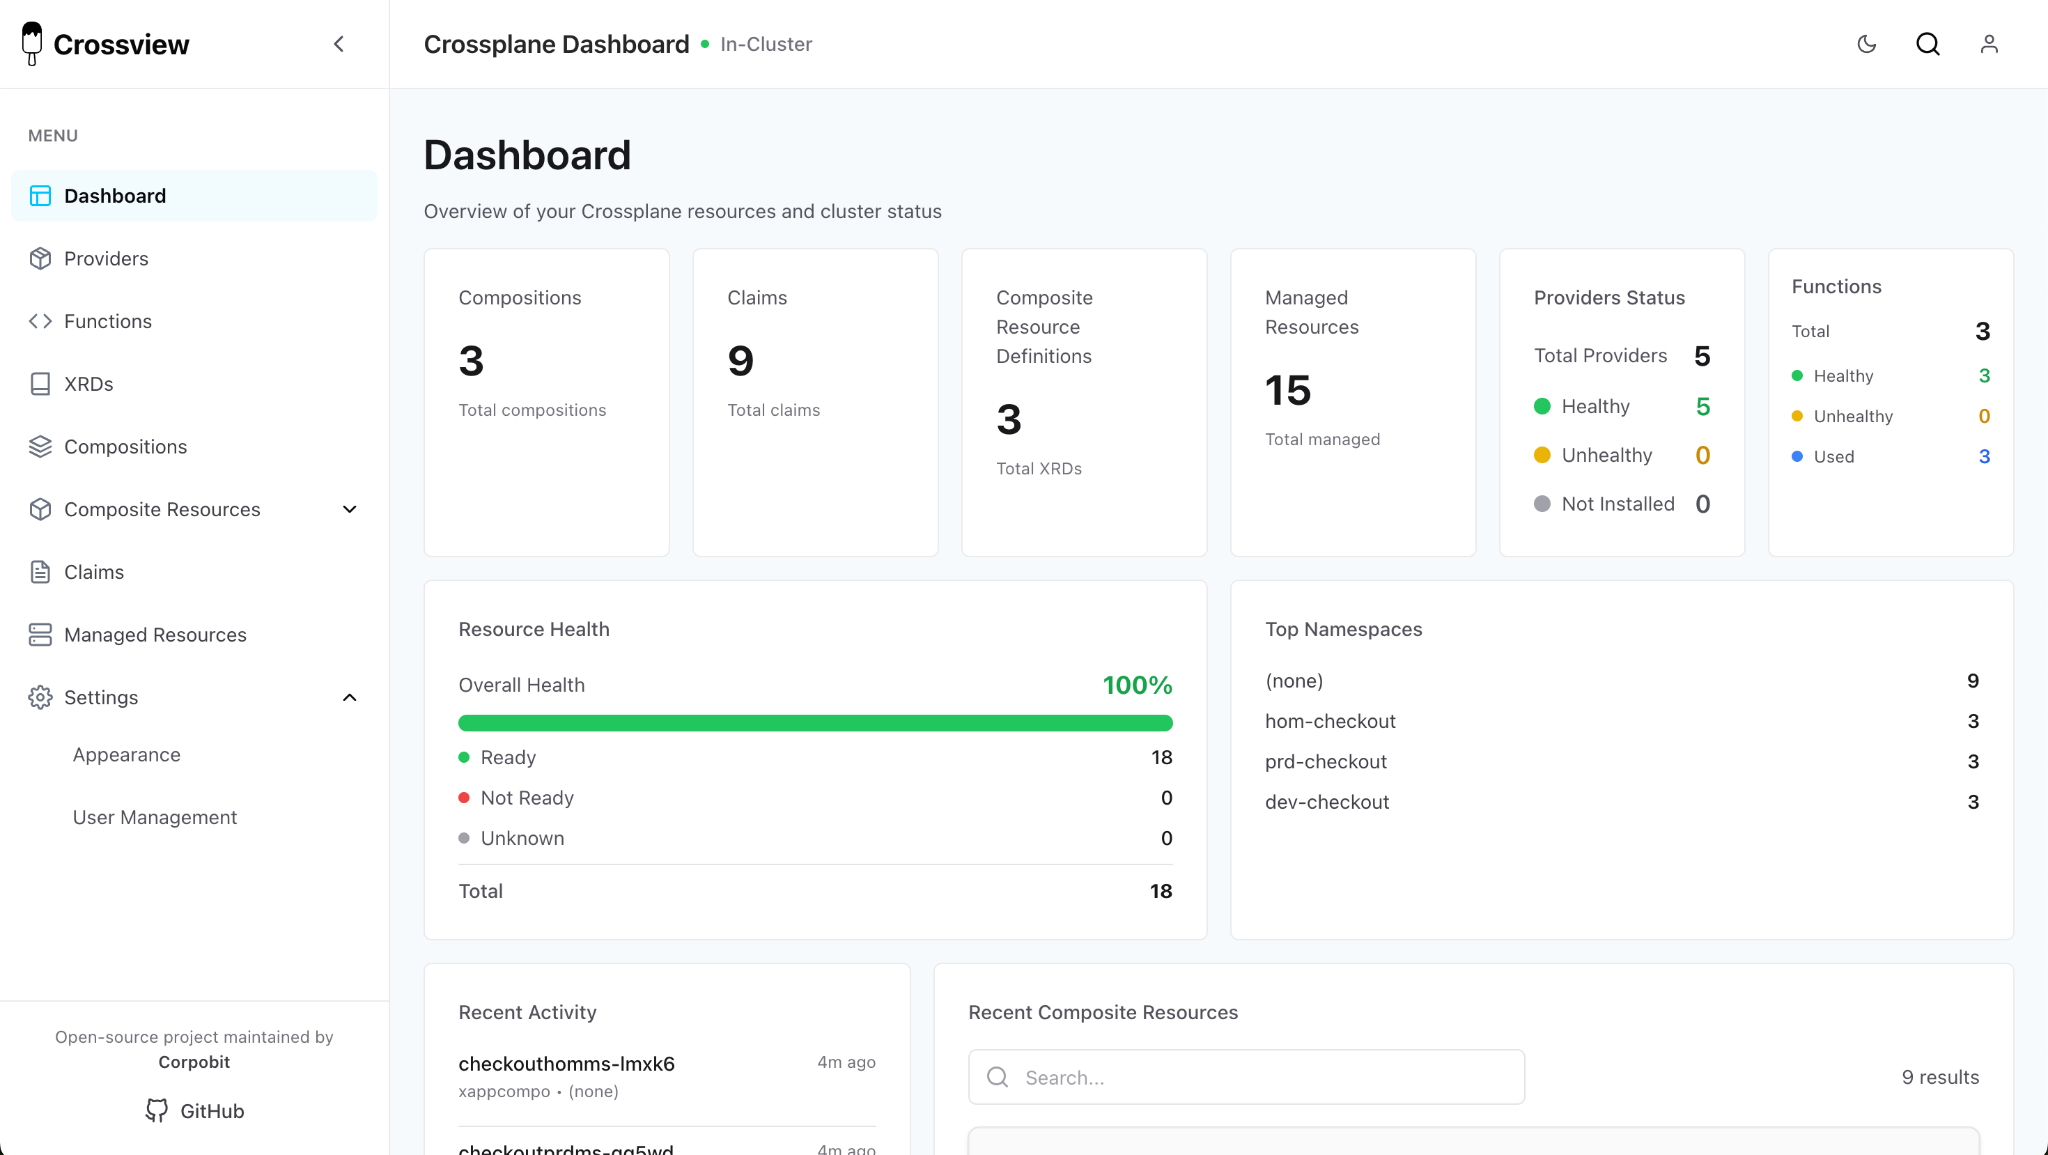 Crossview
Crossplane Dashboard
In-Cluster
MENU
Dashboard
Providers
Functions
XRDs
Compositions
Composite Resources
Claims
Managed Resources
Settings
Appearance
User Management
Open-source project maintained by
Corpobit
GitHub
Dashboard
Overview of your Crossplane resources and cluster status
Compositions
3
Total compositions
Claims
9
Total claims
Composite
Resource
Definitions
3
Total XRDs
Managed
Resources
15
Total managed
Providers Status
Total Providers 5
Healthy 5
Unhealthy 0
Not Installed 0
Functions
Total 3
Healthy 3
Unhealthy 0
Used 3
Resource Health
Overall Health 100%
Ready 18
Not Ready 0
Unknown 0
Total 18
Top Namespaces
(none) 9
hom-checkout 3
prd-checkout 3
dev-checkout 3
Recent Activity
checkouthomms-lmxk6 4m ago
xappcompo • (none)
4m ago
Recent Composite Resources
Search...
9 results